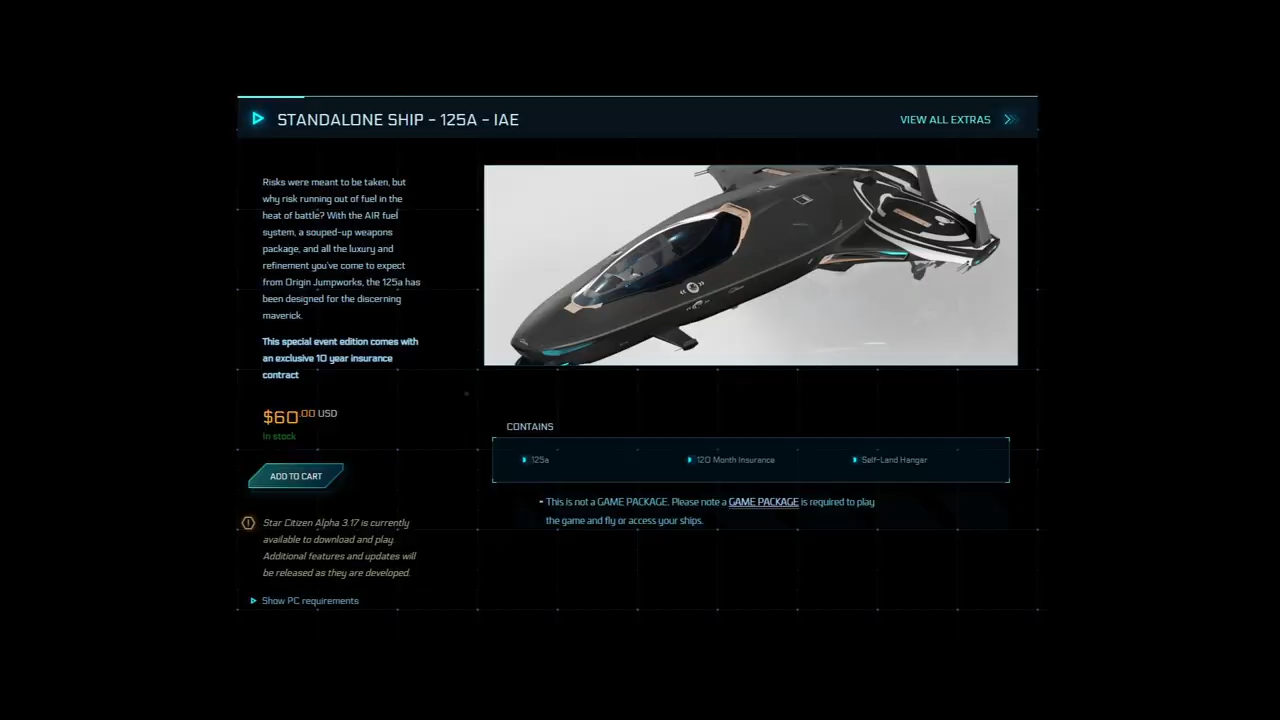 STANDALONE SHIP - 125A - IAE
VIEW ALL EXTRAS
Risks were meant to be taken, but
why risk running out of fuel in the
heat of battle? With the AIR fuel
system, a souped-up weapons
package, and all the luxury and
refinement you've come to expect
from Origin Jumpworks, the 125a has
been designed for the discerning
maverick.
This special event edition comes with
an exclusive 10 year insurance
contract
$60.00 USD
In stock
ADD TO CART
Star Citizen Alpha 3.17 is currently
available to download and play.
Additional features and updates will
be released as they are developed.
Show PC requirements
CONTAINS
125a
120 Month Insurance
Self-Land Hangar
- This is not a GAME PACKAGE. Please note a GAME PACKAGE is required to play
the game and fly or access your ships.